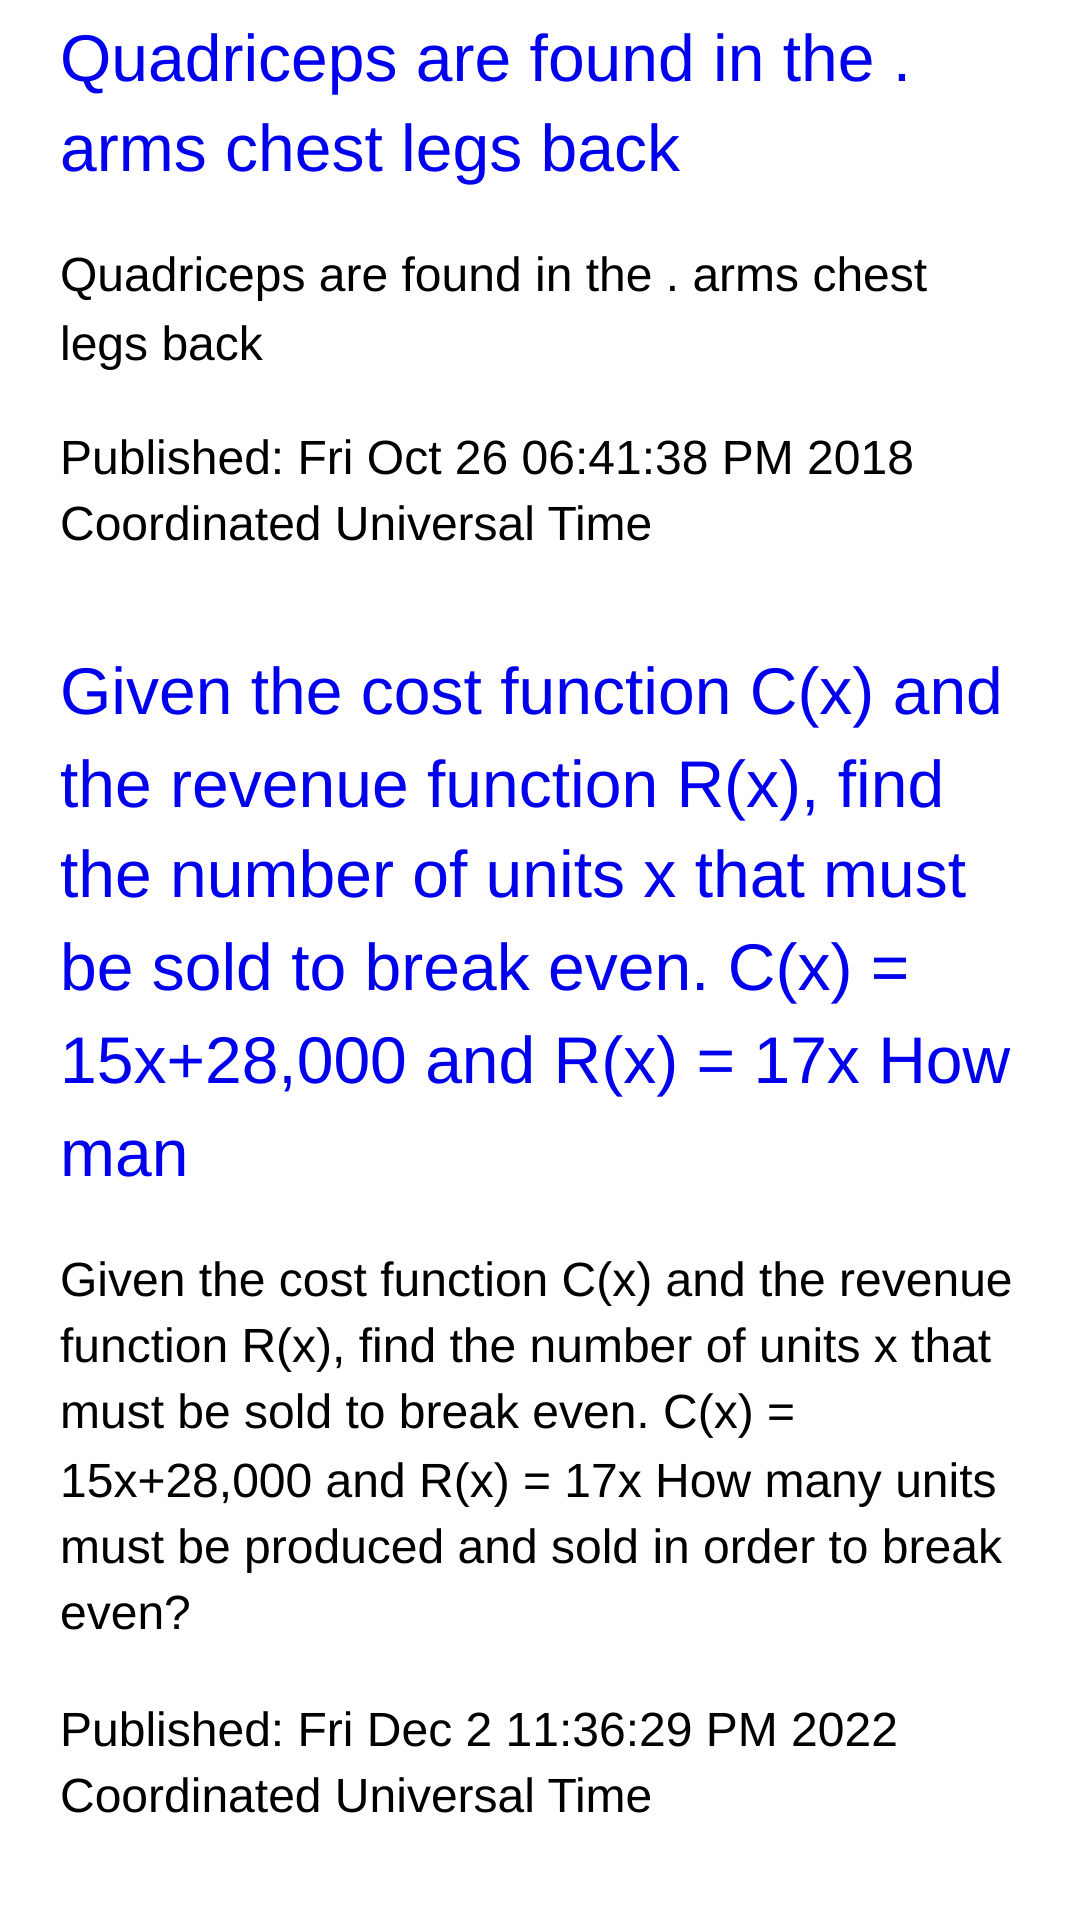 Quadriceps are found in the .
arms chest legs back
Quadriceps are found in the . arms chest
legs back
Published: Fri Oct 26 06:41:38 PM 2018
Coordinated Universal Time
Given the cost function C(x) and
the revenue function R(x), find
the number of units x that must
be sold to break even. C(x) =
15x+28,000 and R(x) = 17x How
man
Given the cost function C(x) and the revenue
function R(x), find the number of units x that
must be sold to break even. C(x) =
15x+28,000 and R(x) = 17x How many units
must be produced and sold in order to break
even?
Published: Fri Dec 2 11:36:29 PM 2022
Coordinated Universal Time